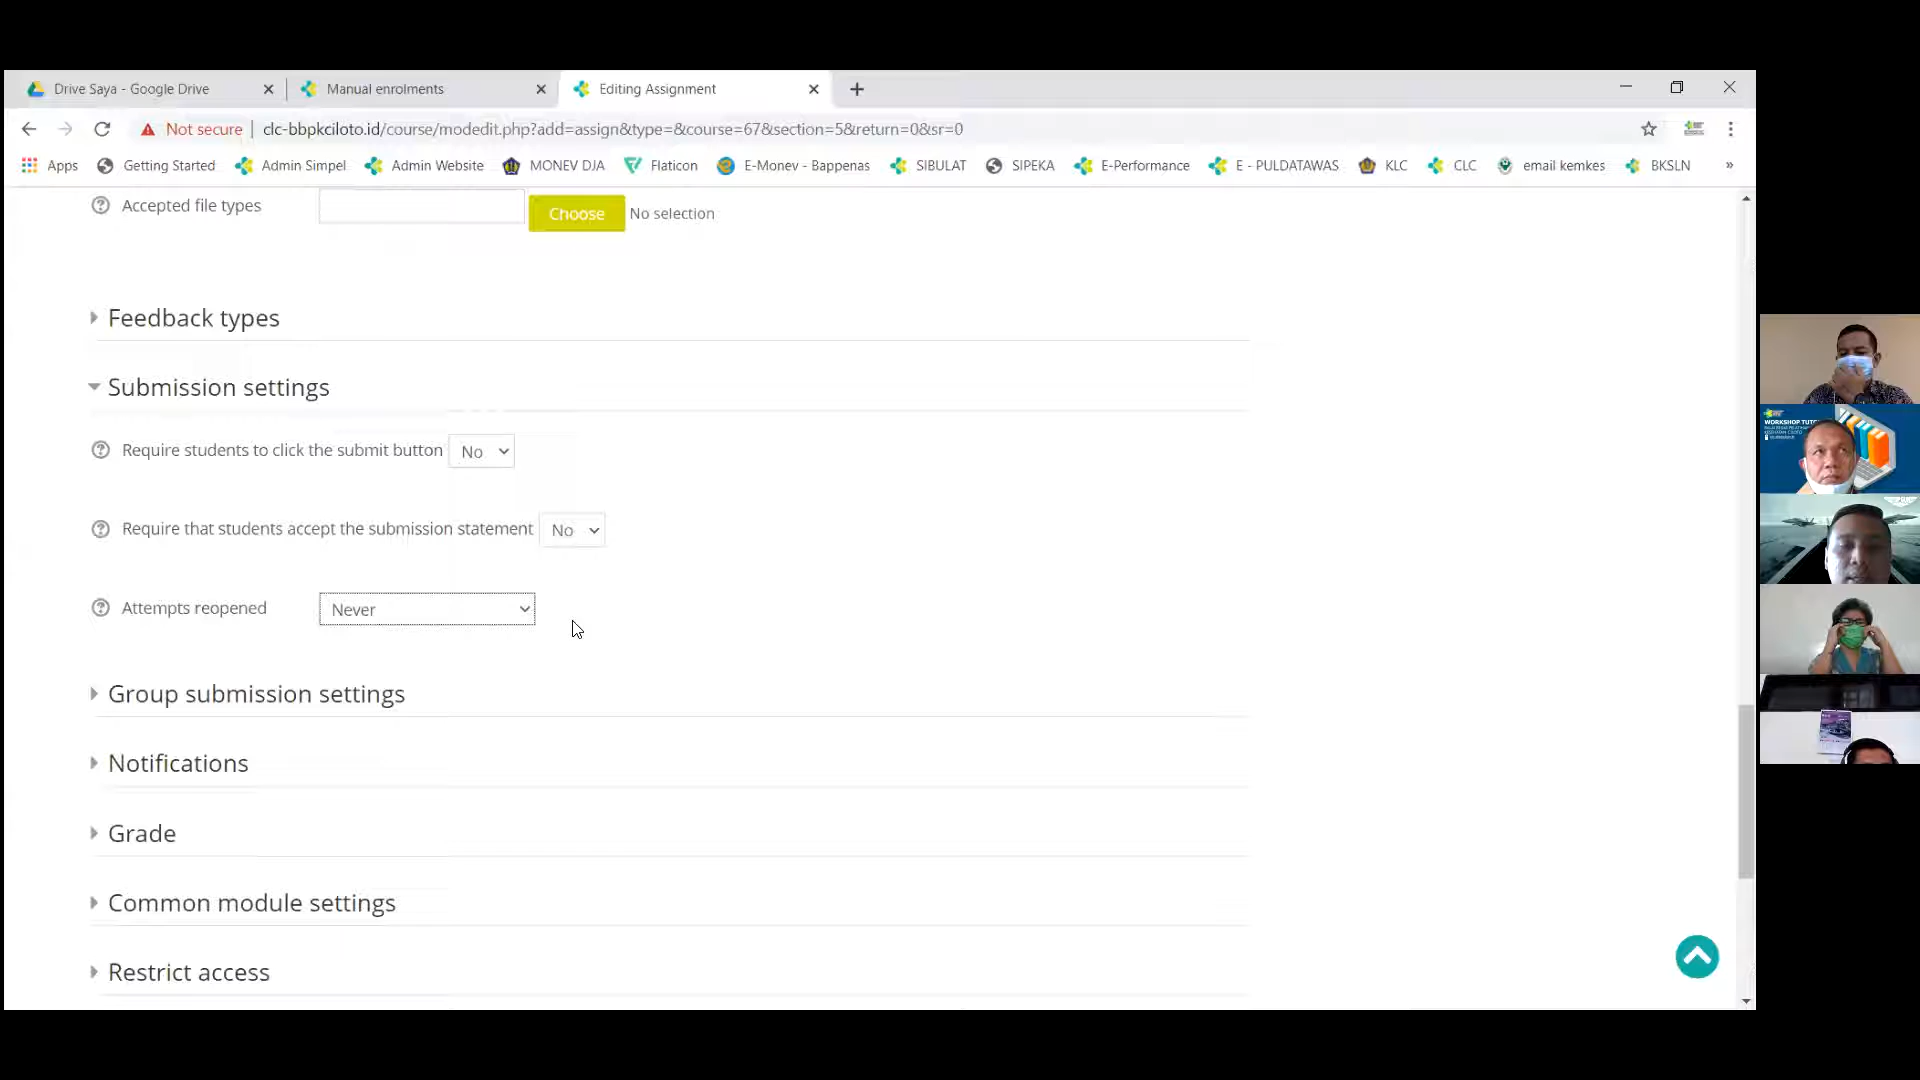 Drive Saya - Google Drive
Manual enrolments
Editing Assignment
Not secure
clc-bbpkciloto.id/course/modedit.php?add=assign&type=&course=67&section=5&return=0&sr=0
Apps
Getting Started
Admin Simpel
Admin Website
MONEV DJA
Flaticon
E-Monev - Bappenas
SIBULAT
SIPEKA
E-Performance
E - PULDATAWAS
KLC
CLC
email kemkes
BKSLN
»
Accepted file types
Choose
No selection
Feedback types
Submission settings
Require students to click the submit button
No
Require that students accept the submission statement
No
Attempts reopened
Never
Group submission settings
Notifications
Grade
Common module settings
Restrict access
WORKSHOP